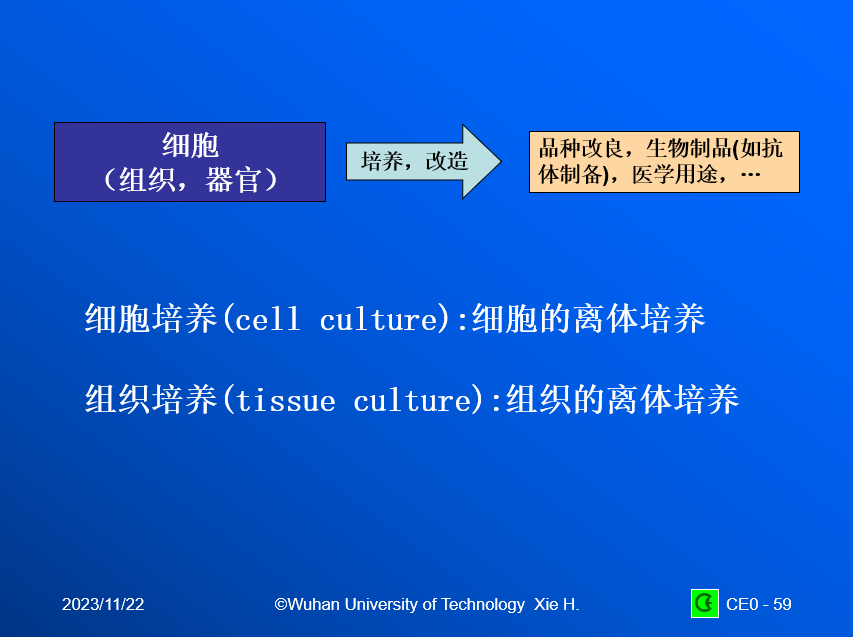 细胞
（组织，器官）
培养，改造
品种改良，生物制品(如抗
体制备)，医学用途，…
细胞培养(cell culture):细胞的离体培养
组织培养(tissue culture):组织的离体培养
2023/11/22
©Wuhan University of Technology Xie H.
CE0 - 59